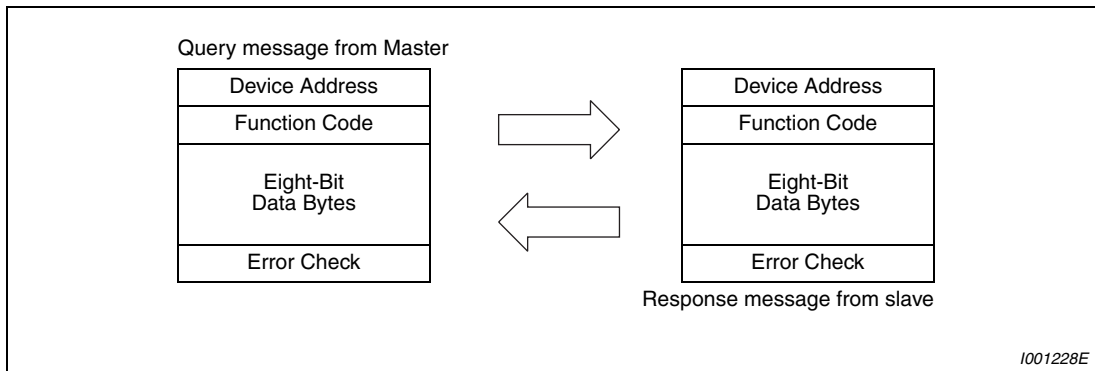 Query message from Master
Device Address
Function Code
Eight-Bit
Data Bytes
Error Check
Device Address
Function Code
Eight-Bit
Data Bytes
Error Check
Response message from slave
I001228E